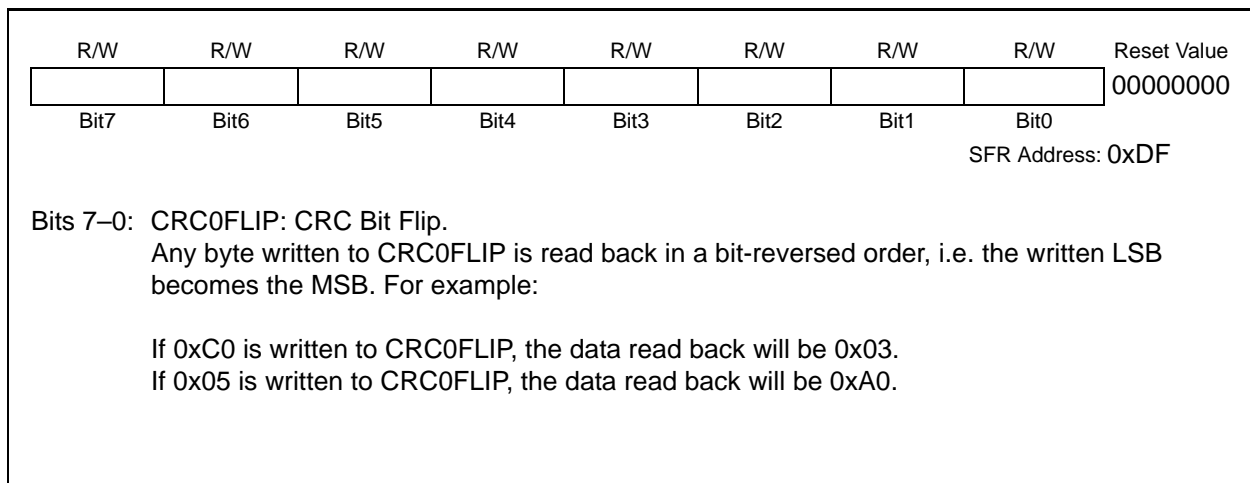 R/W R/W R/W R/W R/W R/W R/W R/W Reset Value
00000000
Bit7 Bit6 Bit5 Bit4 Bit3 Bit2 Bit1 Bit0
SFR Address: 0xDF
Bits 7–0: CRC0FLIP: CRC Bit Flip.
Any byte written to CRC0FLIP is read back in a bit-reversed order, i.e. the written LSB
becomes the MSB. For example:
If 0xC0 is written to CRC0FLIP, the data read back will be 0x03.
If 0x05 is written to CRC0FLIP, the data read back will be 0xA0.